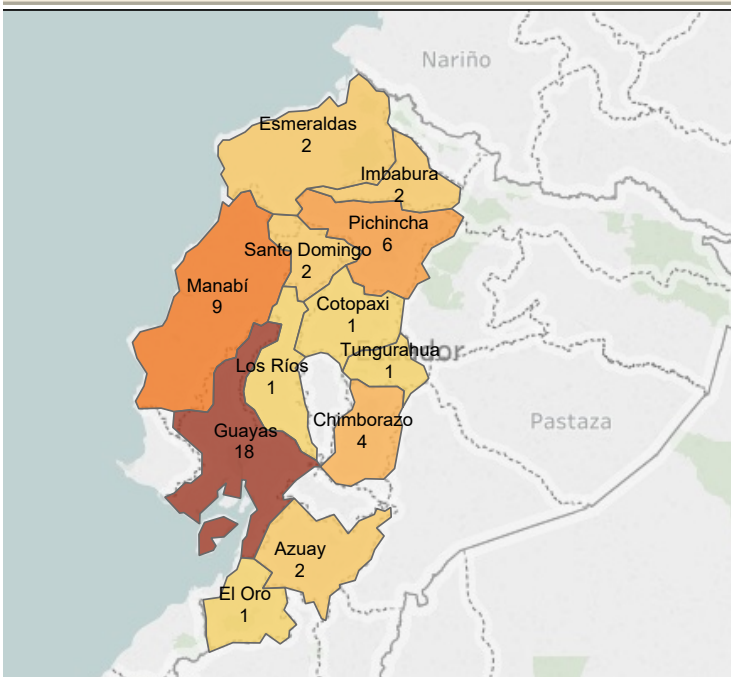 Nariño
Esmeraldas
2
Imbabura
2
Pichincha
6
Santo Domingo
2
Manabí
9
Cotopaxi
1
Ecuador
Tungurahua
1
Los Ríos
1
Chimborazo
4
Pastaza
Guayas
18
Azuay
2
El Oro
1